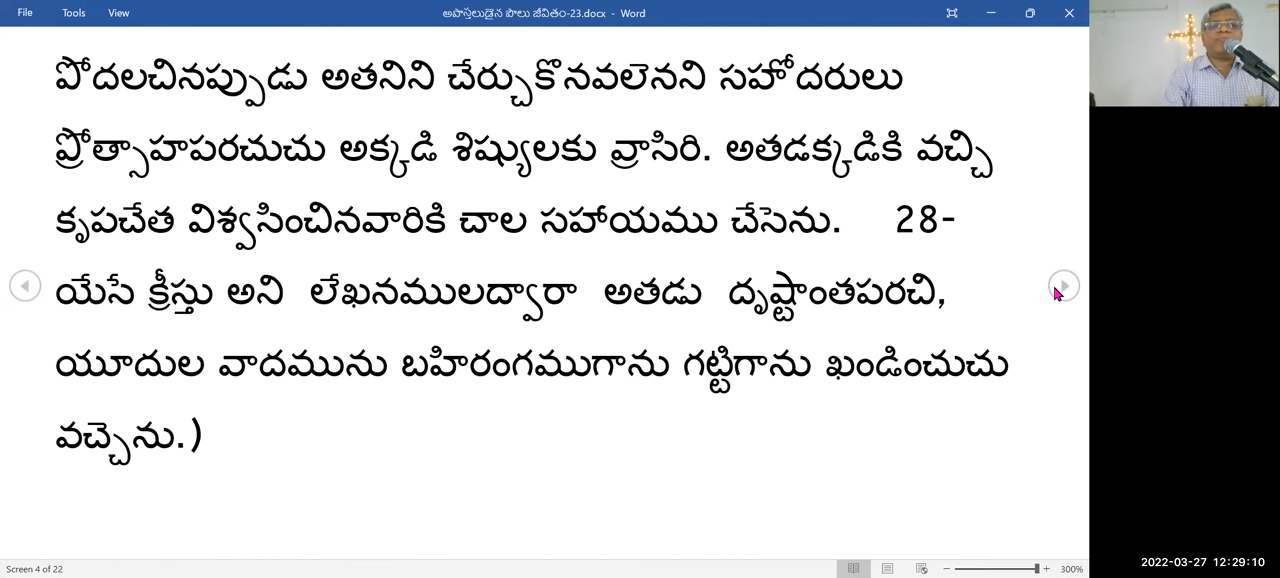 File Tools View అపొస్తలుడైన పౌలు జీవితం-23.docx - Word
పోదలచినప్పుడు అతనిని చేర్చుకొనవలెనని సహోదరులు
ప్రోత్సాహపరచుచు అక్కడి శిష్యులకు వ్రాసిరి. అతడక్కడికి వచ్చి
కృపచేత విశ్వసించినవారికి చాల సహాయము చేసెను. 28-
యేసే క్రీస్తు అని లేఖనములద్వారా అతడు దృష్టాంతపరచి,
యూదుల వాదమును బహిరంగముగాను గట్టిగాను ఖండించుచు
వచ్చెను.)
Screen 4 of 22 300%
2022-03-27 12:29:10